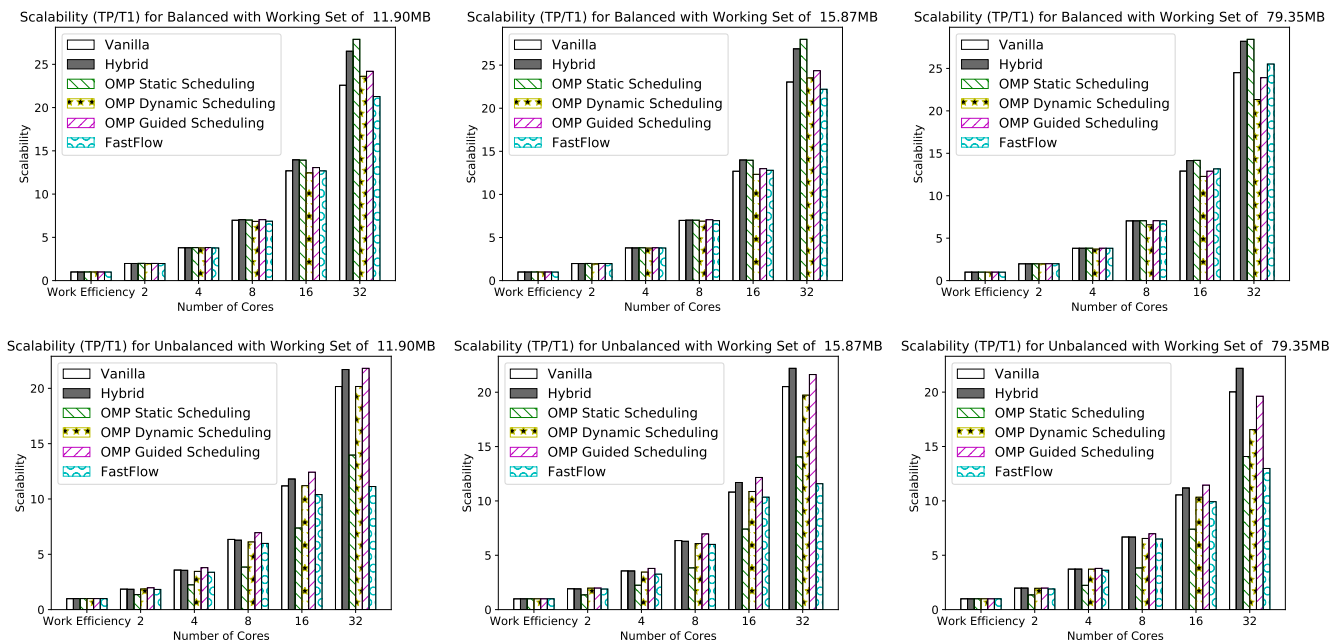 Scalability (TP/T1) for Balanced with Working Set of 11.90MB
Vanilla
Hybrid
OMP Static Scheduling
OMP Dynamic Scheduling
OMP Guided Scheduling
FastFlow
25
20
15
10
5
0
Scalability
Work Efficiency 2 4 8 16 32
Number of Cores
Scalability (TP/T1) for Balanced with Working Set of 15.87MB
Vanilla
Hybrid
OMP Static Scheduling
OMP Dynamic Scheduling
OMP Guided Scheduling
FastFlow
25
20
15
10
5
0
Scalability
Work Efficiency 2 4 8 16 32
Number of Cores
Scalability (TP/T1) for Balanced with Working Set of 79.35MB
Vanilla
Hybrid
OMP Static Scheduling
OMP Dynamic Scheduling
OMP Guided Scheduling
FastFlow
25
20
15
10
5
0
Scalability
Work Efficiency 2 4 8 16 32
Number of Cores
Scalability (TP/T1) for Unbalanced with Working Set of 11.90MB
Vanilla
Hybrid
OMP Static Scheduling
OMP Dynamic Scheduling
OMP Guided Scheduling
FastFlow
20
15
10
5
0
Scalability
Work Efficiency 2 4 8 16 32
Number of Cores
Scalability (TP/T1) for Unbalanced with Working Set of 15.87MB
Vanilla
Hybrid
OMP Static Scheduling
OMP Dynamic Scheduling
OMP Guided Scheduling
FastFlow
20
15
10
5
0
Scalability
Work Efficiency 2 4 8 16 32
Number of Cores
Scalability (TP/T1) for Unbalanced with Working Set of 79.35MB
Vanilla
Hybrid
OMP Static Scheduling
OMP Dynamic Scheduling
OMP Guided Scheduling
FastFlow
20
15
10
5
0
Scalability
Work Efficiency 2 4 8 16 32
Number of Cores